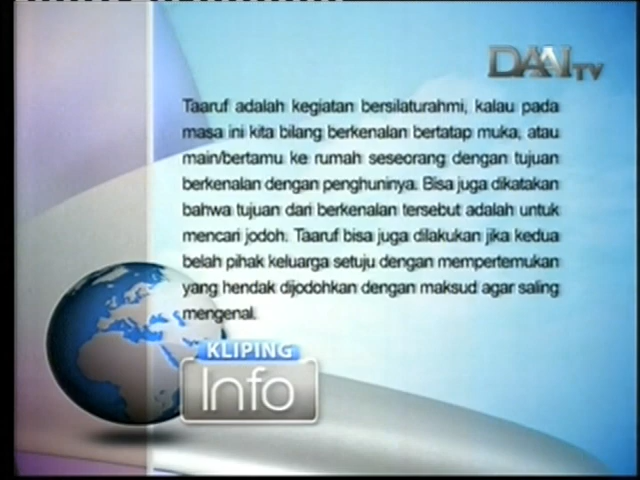 DAAI TV
Taaruf adalah kegiatan bersilaturahmi, kalau pada
masa ini kita bilang berkenalan bertatap muka, atau
main/bertamu ke rumah seseorang dengan tujuan
berkenalan dengan penghuninya. Bisa juga dikatakan
bahwa tujuan dari berkenalan tersebut adalah untuk
mencari jodoh. Taaruf bisa juga dilakukan jika kedua
belah pihak keluarga setuju dengan mempertemukan
yang hendak dijodohkan dengan maksud agar saling
mengenal.
KLIPING
Info